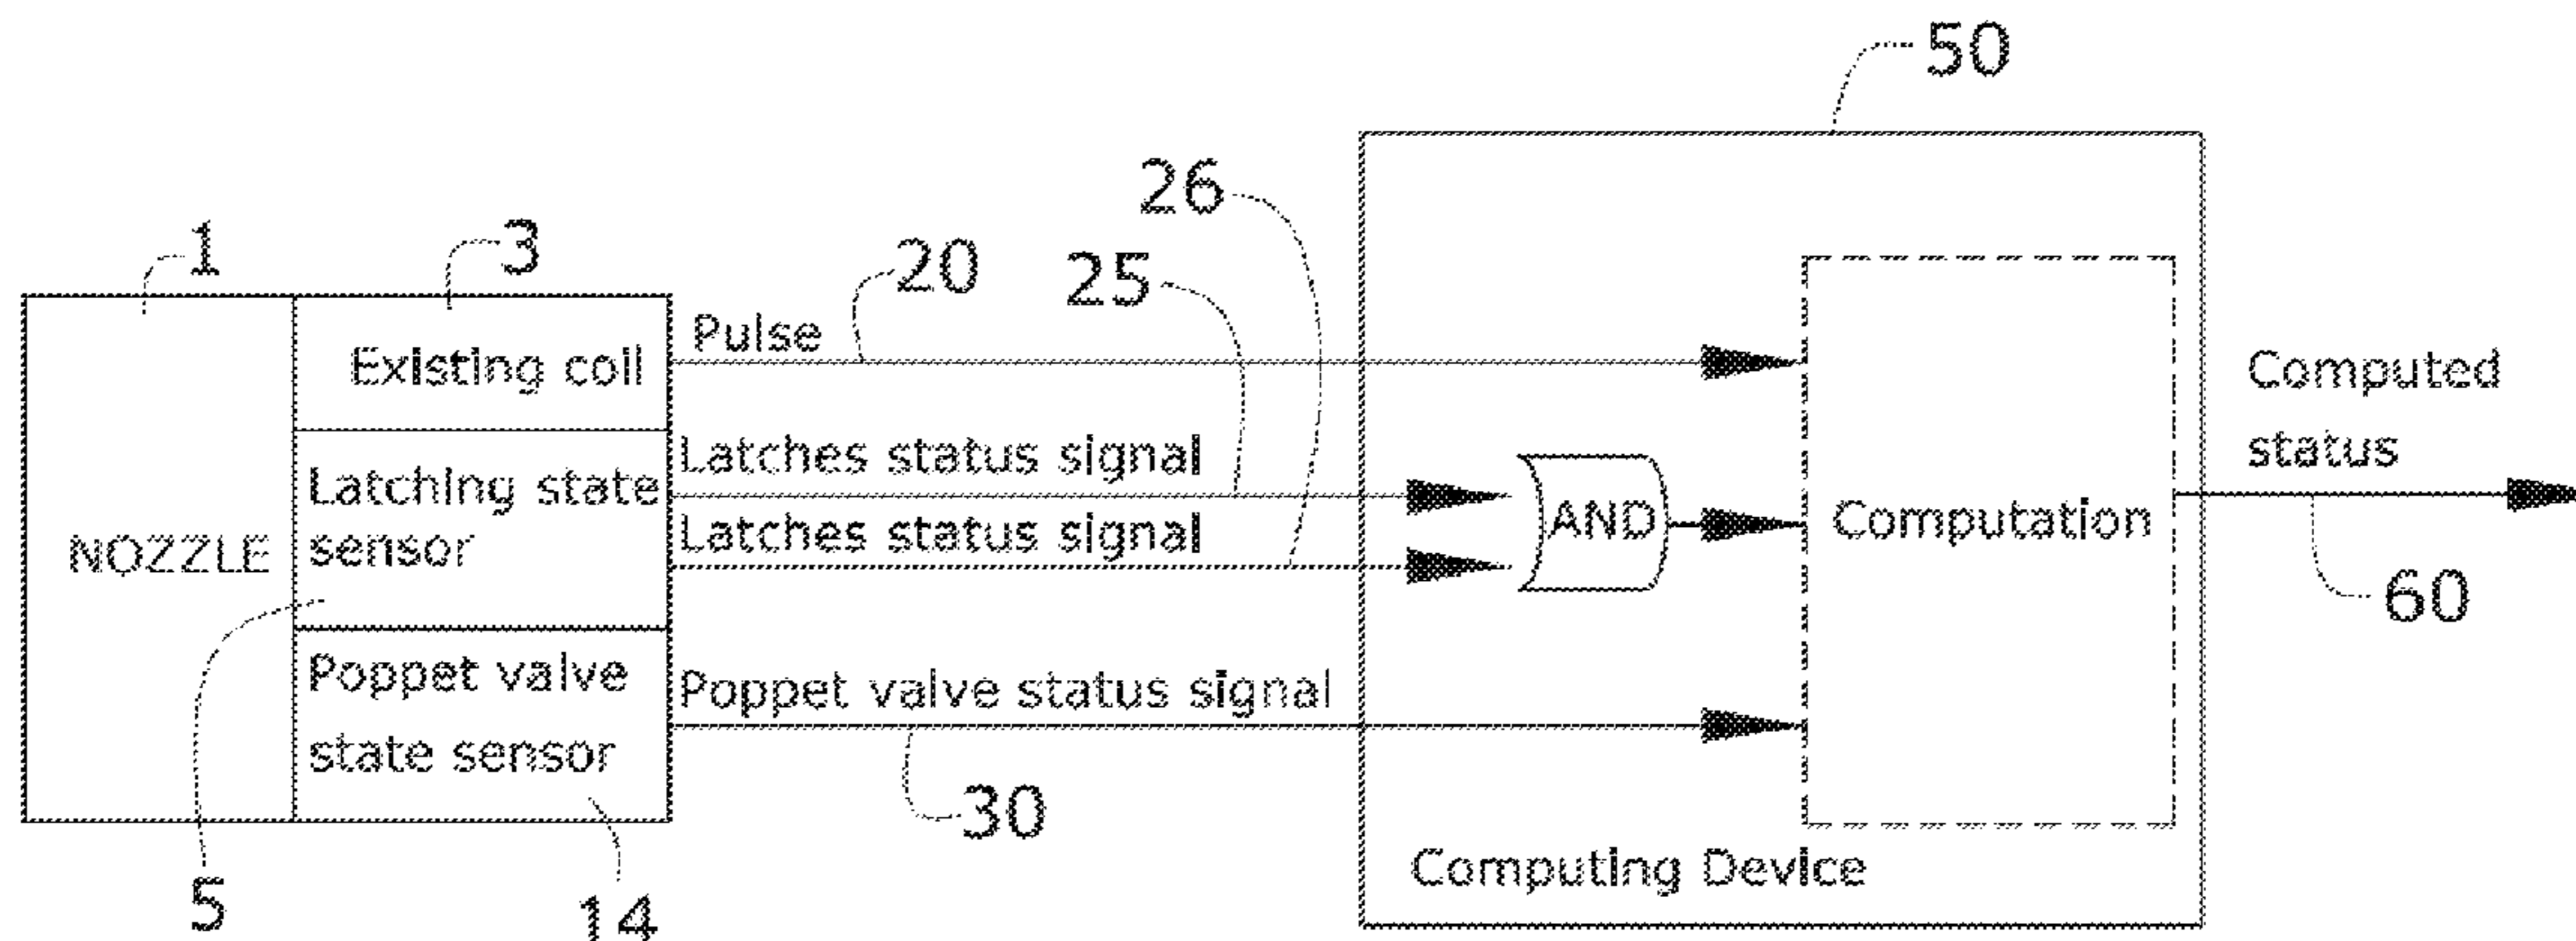 50
26
1
3
20
25
Pulse
Existing coil
Computed
status
Latches status signal
Latching state
sensor
Latches status signal
AND
Computation
NOZZLE
60
Poppet valve
state sensor
Poppet valve status signal
30
Computing Device
5
14